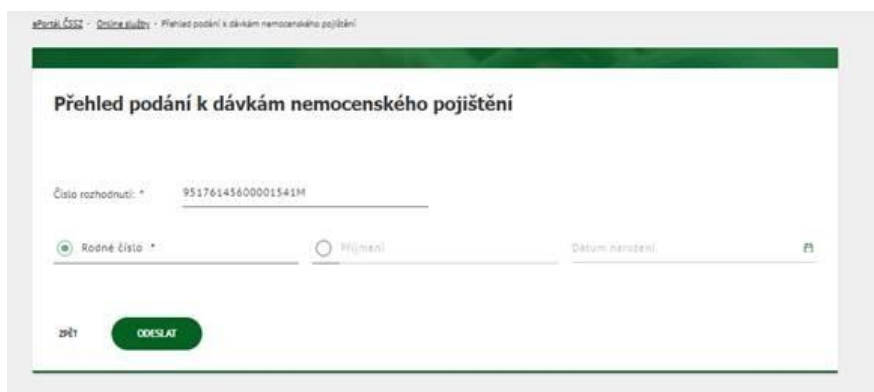 ePortál ČSSZ - Online služby - Přehled podání k dávkám nemocenského pojištění
Přehled podání k dávkám nemocenského pojištění
Číslo rozhodnutí: * 95176145600001541M
Rodné číslo * Příjmení Datum narození
ZPĚT ODESLAT